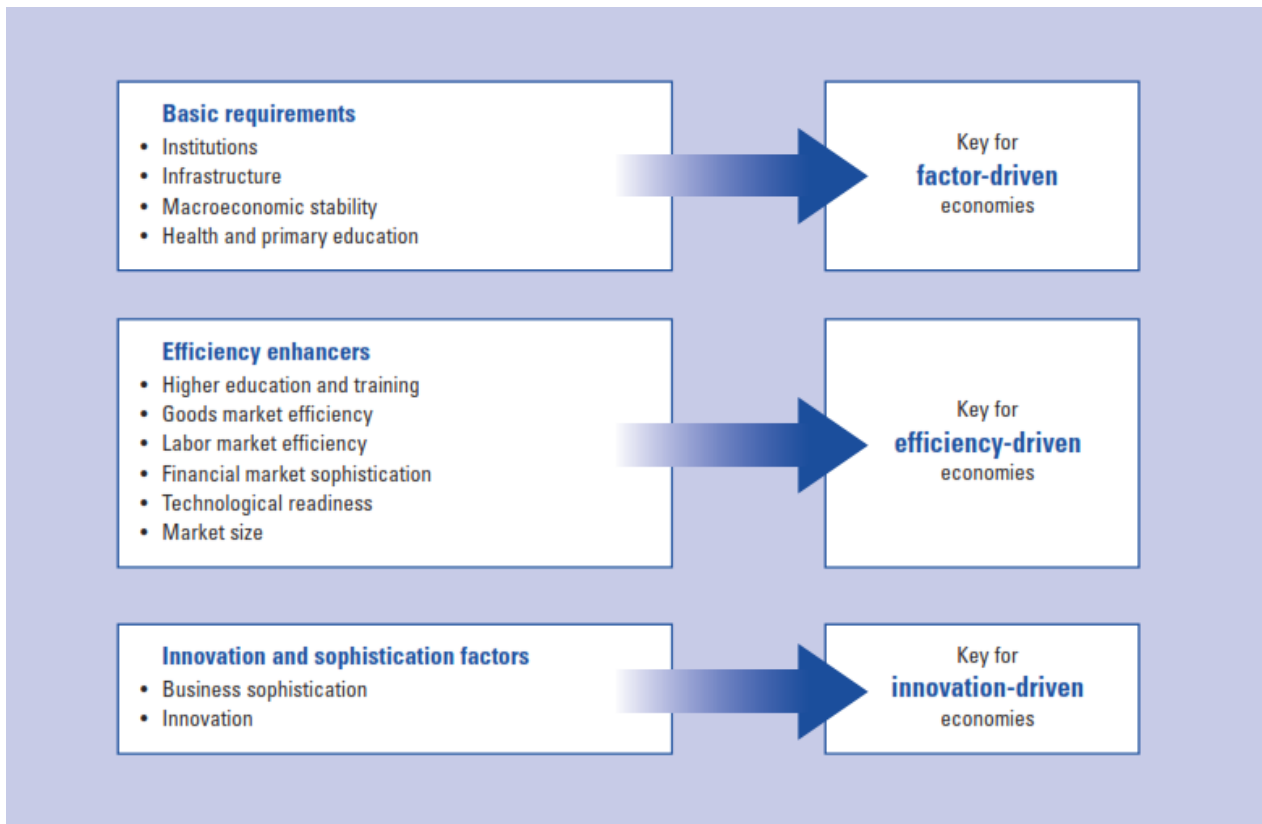 Basic requirements
• Institutions
• Infrastructure
• Macroeconomic stability
• Health and primary education
Key for
factor-driven
economies
Efficiency enhancers
• Higher education and training
• Goods market efficiency
• Labor market efficiency
• Financial market sophistication
• Technological readiness
• Market size
Key for
efficiency-driven
economies
Innovation and sophistication factors
• Business sophistication
• Innovation
Key for
innovation-driven
economies